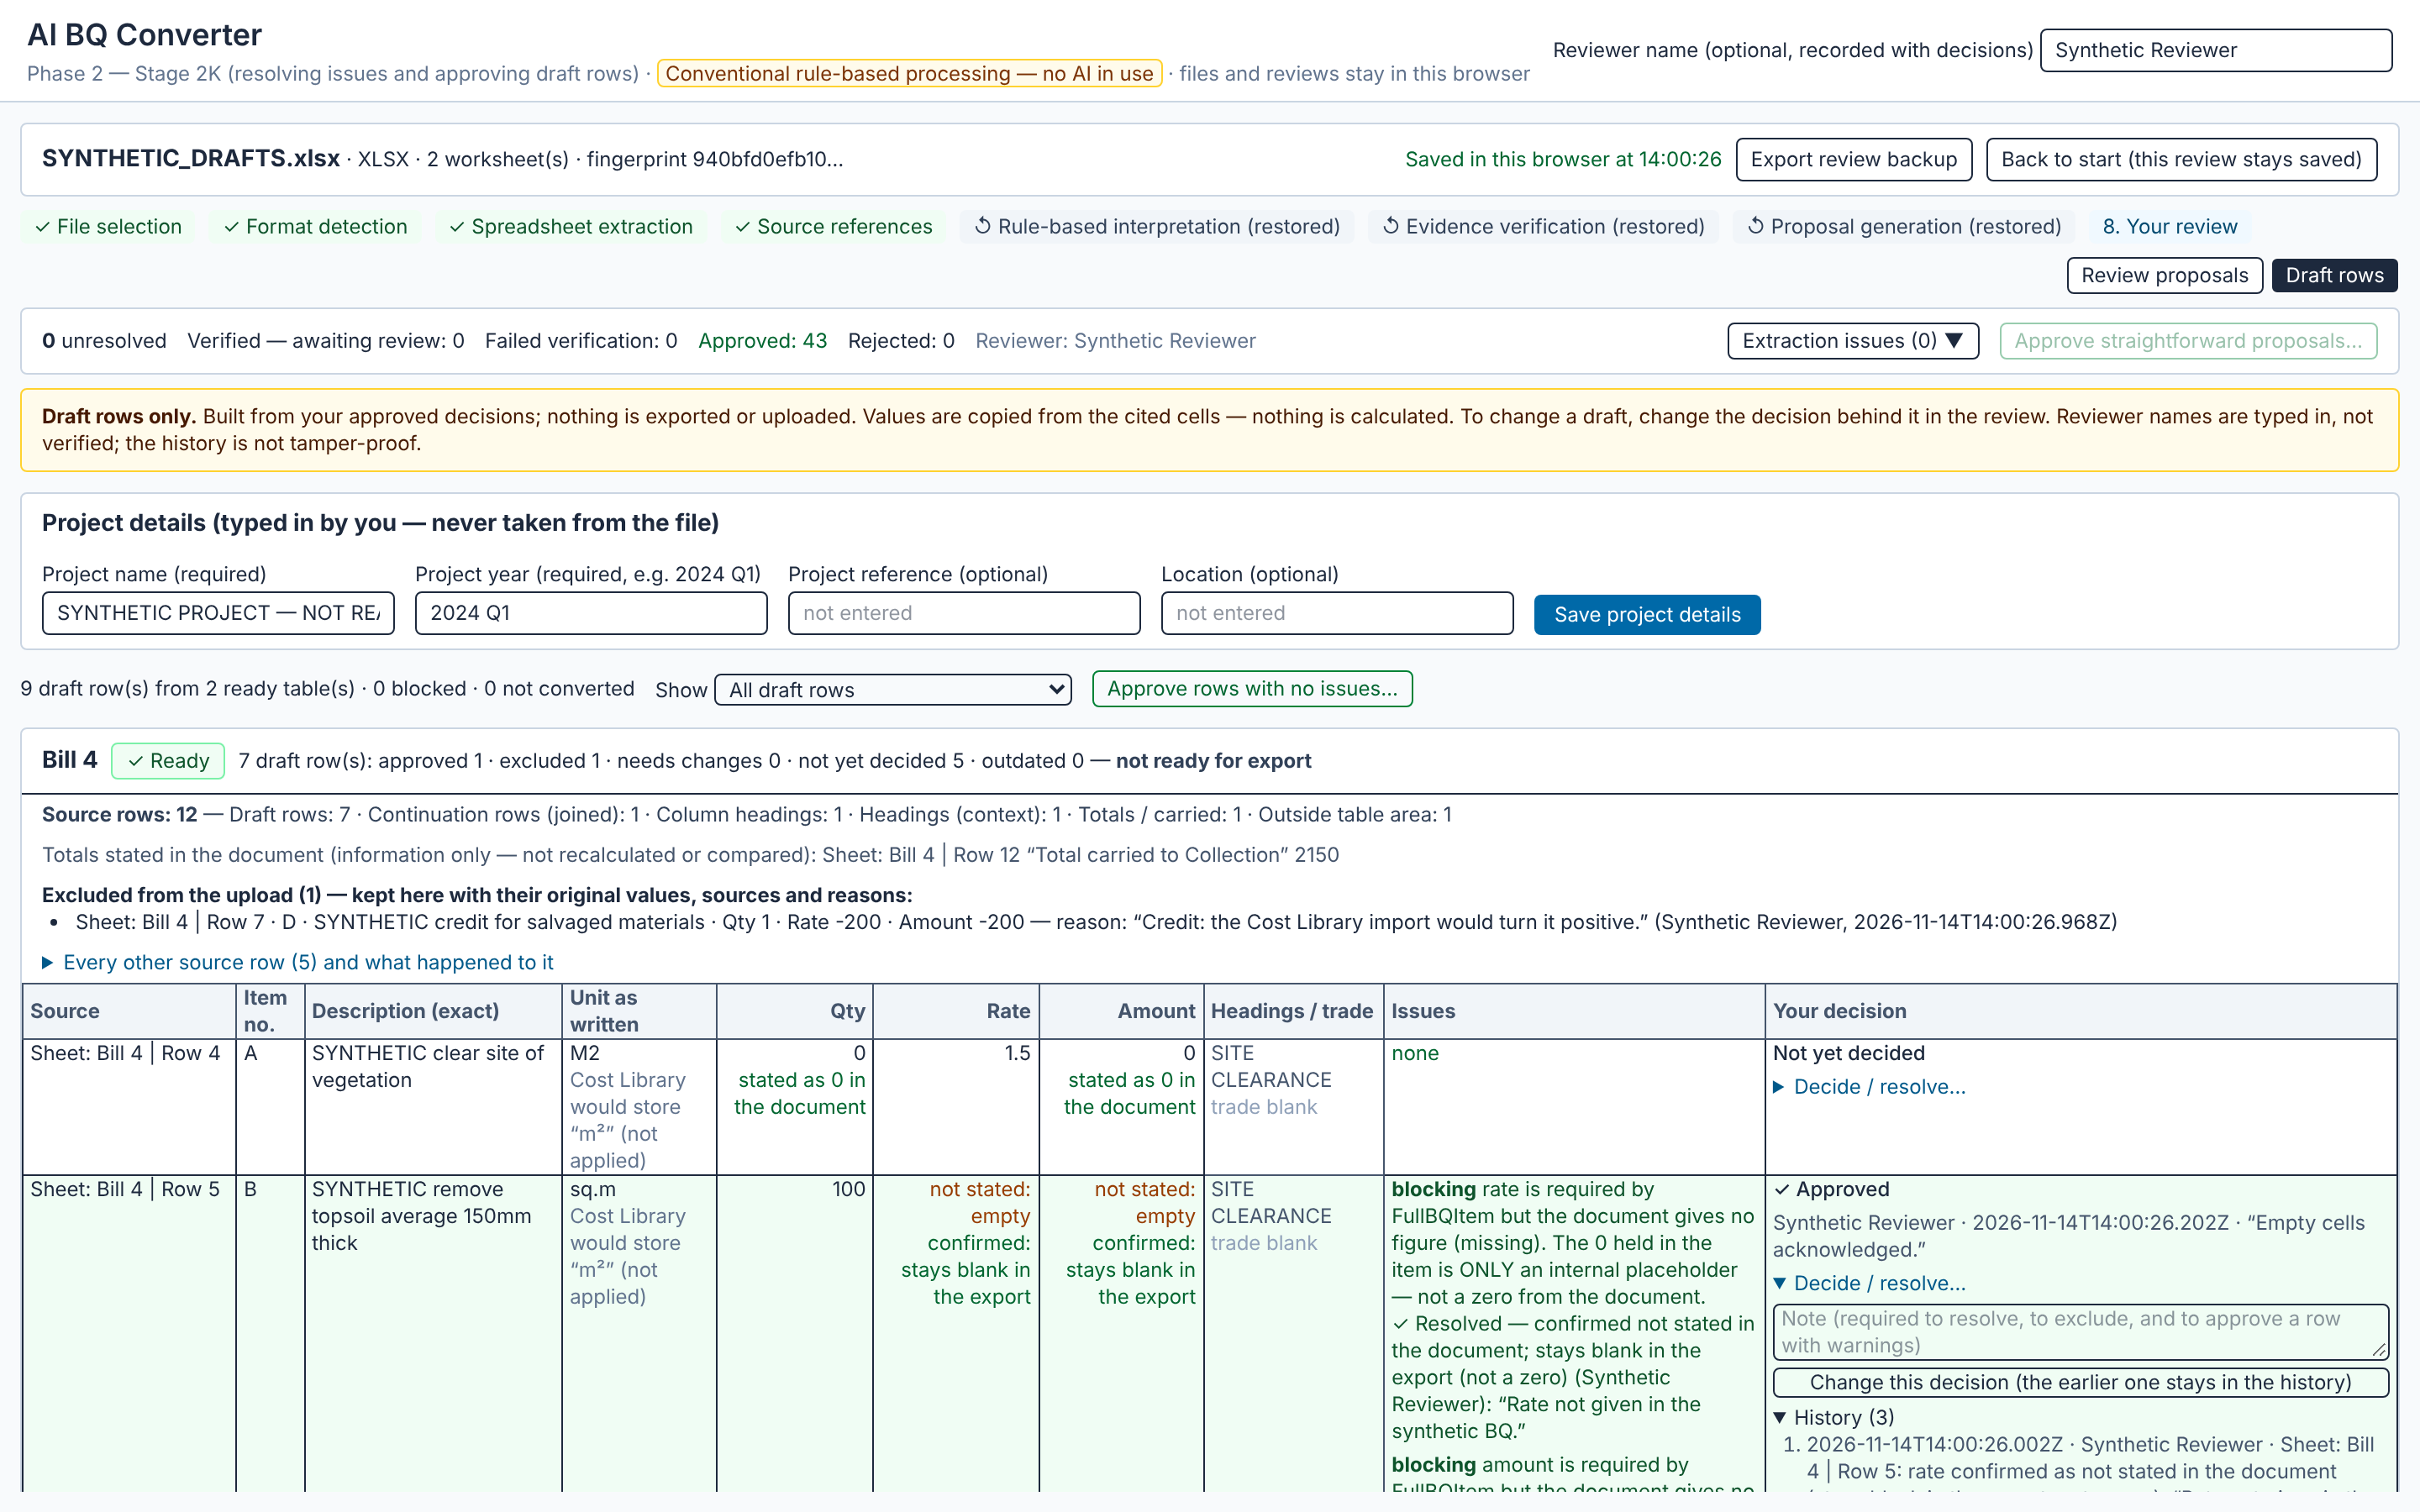 AI BQ Converter
Phase 2 — Stage 2K (resolving issues and approving draft rows) · Conventional rule-based processing — no AI in use · files and reviews stay in this browser
Reviewer name (optional, recorded with decisions) Synthetic Reviewer
SYNTHETIC_DRAFTS.xlsx · XLSX · 2 worksheet(s) · fingerprint 940bfd0efb10…
Saved in this browser at 14:00:26 Export review backup Back to start (this review stays saved)
✓ File selection ✓ Format detection ✓ Spreadsheet extraction ✓ Source references ↺ Rule-based interpretation (restored) ↺ Evidence verification (restored) ↺ Proposal generation (restored) 8. Your review
Review proposals Draft rows
0 unresolved Verified — awaiting review: 0 Failed verification: 0 Approved: 43 Rejected: 0 Reviewer: Synthetic Reviewer Extraction issues (0) ▼ Approve straightforward proposals…
Draft rows only. Built from your approved decisions; nothing is exported or uploaded. Values are copied from the cited cells — nothing is calculated. To change a draft, change the decision behind it in the review. Reviewer names are typed in, not
verified; the history is not tamper-proof.
Project details (typed in by you — never taken from the file)
Project name (required) Project year (required, e.g. 2024 Q1) Project reference (optional) Location (optional)
SYNTHETIC PROJECT — NOT REA 2024 Q1 not entered not entered Save project details
9 draft row(s) from 2 ready table(s) · 0 blocked · 0 not converted Show All draft rows Approve rows with no issues…
Bill 4 ✓ Ready 7 draft row(s): approved 1 · excluded 1 · needs changes 0 · not yet decided 5 · outdated 0 — not ready for export
Source rows: 12 — Draft rows: 7 · Continuation rows (joined): 1 · Column headings: 1 · Headings (context): 1 · Totals / carried: 1 · Outside table area: 1
Totals stated in the document (information only — not recalculated or compared): Sheet: Bill 4 | Row 12 “Total carried to Collection” 2150
Excluded from the upload (1) — kept here with their original values, sources and reasons:
• Sheet: Bill 4 | Row 7 · D · SYNTHETIC credit for salvaged materials · Qty 1 · Rate -200 · Amount -200 — reason: “Credit: the Cost Library import would turn it positive.” (Synthetic Reviewer, 2026-11-14T14:00:26.968Z)
▶ Every other source row (5) and what happened to it
Source
Item
no.
Description (exact)
Unit as
written
Qty
Rate
Amount
Headings / trade
Issues
Your decision
Sheet: Bill 4 | Row 4
A
SYNTHETIC clear site of
vegetation
M2
Cost Library
would store
“m²” (not
applied)
0
stated as 0 in
the document
1.5
0
stated as 0 in
the document
SITE
CLEARANCE
trade blank
none
Not yet decided
▶ Decide / resolve…
Sheet: Bill 4 | Row 5
B
SYNTHETIC remove
topsoil average 150mm
thick
sq.m
Cost Library
would store
“m²” (not
applied)
100
not stated:
empty
confirmed:
stays blank in
the export
not stated:
empty
confirmed:
stays blank in
the export
SITE
CLEARANCE
trade blank
blocking rate is required by
FullBQItem but the document gives no
figure (missing). The 0 held in the
item is ONLY an internal placeholder
— not a zero from the document.
✓ Resolved — confirmed not stated in
the document; stays blank in the
export (not a zero) (Synthetic
Reviewer): “Rate not given in the
synthetic BQ.”
blocking amount is required by
FullBQItem but the document gives no
✓ Approved
Synthetic Reviewer · 2026-11-14T14:00:26.202Z · “Empty cells
acknowledged.”
▼ Decide / resolve…
Note (required to resolve, to exclude, and to approve a row
with warnings)
Change this decision (the earlier one stays in the history)
▼ History (3)
1. 2026-11-14T14:00:26.002Z · Synthetic Reviewer · Sheet: Bill
4 | Row 5: rate confirmed as not stated in the document